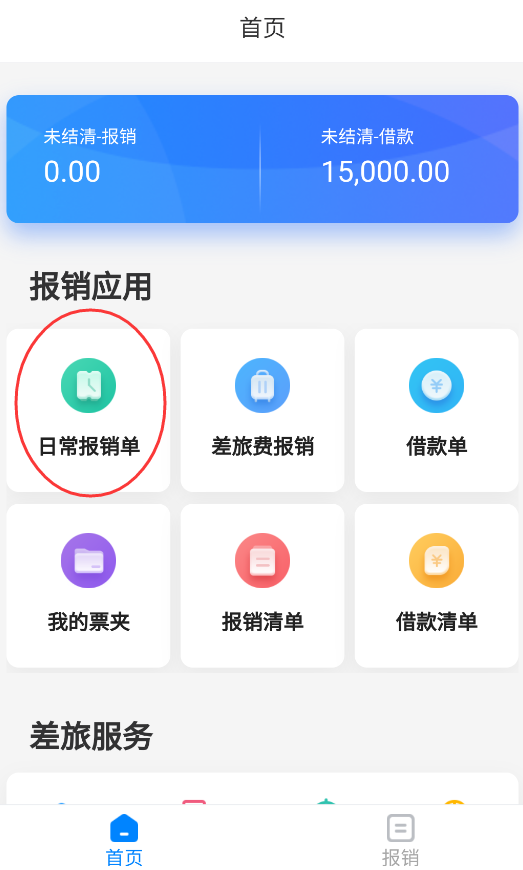 首页
未结清-报销
未结清-借款
0.00
15,000.00
报销应用
日常报销单
差旅费报销
借款单
我的票夹
报销清单
借款清单
差旅服务
首页
报销